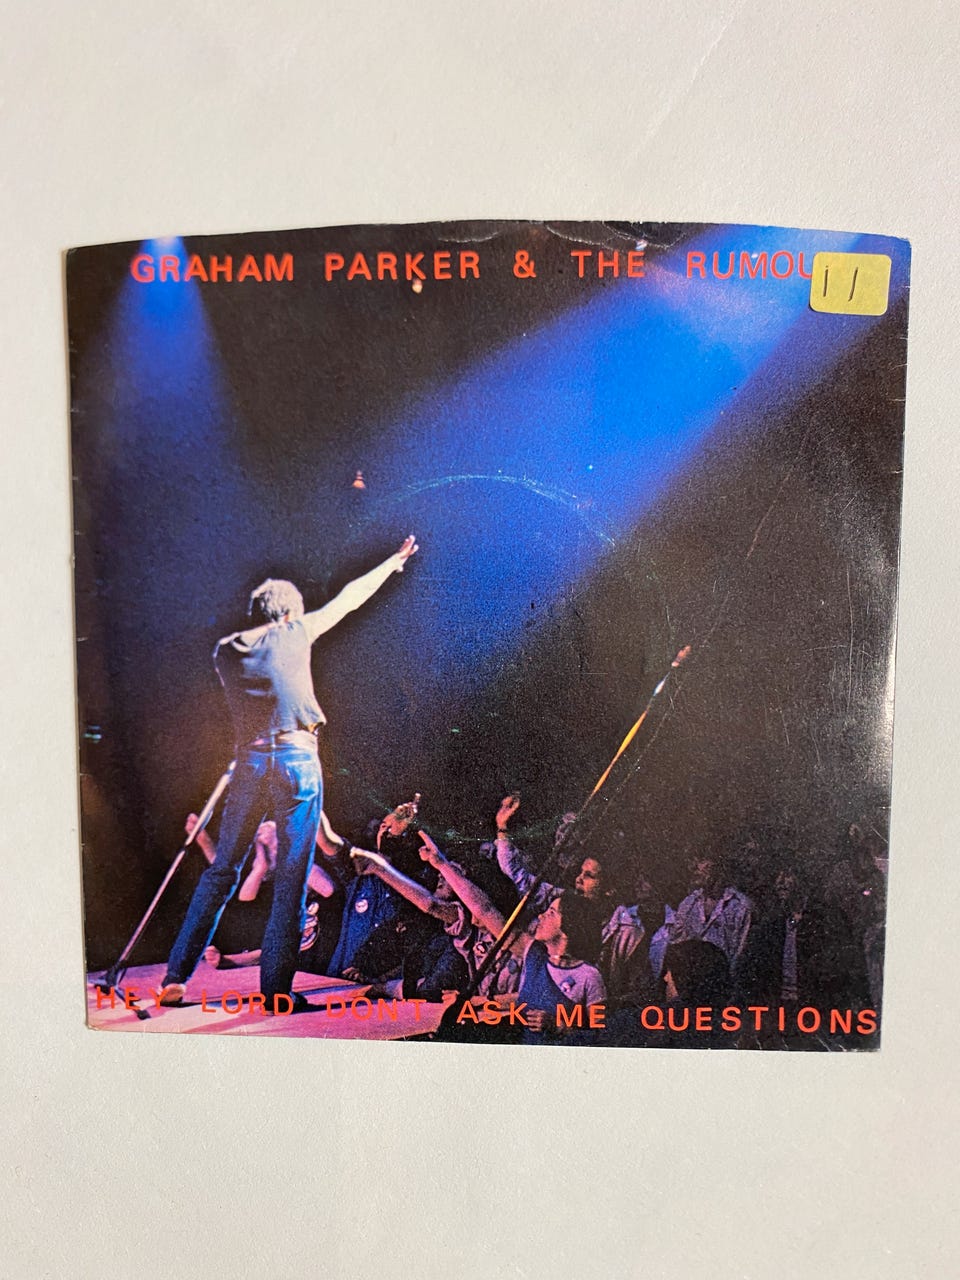 GRAHAM PARKER & THE RUMOU
11
HEY LORD DON'T ASK ME QUESTIONS